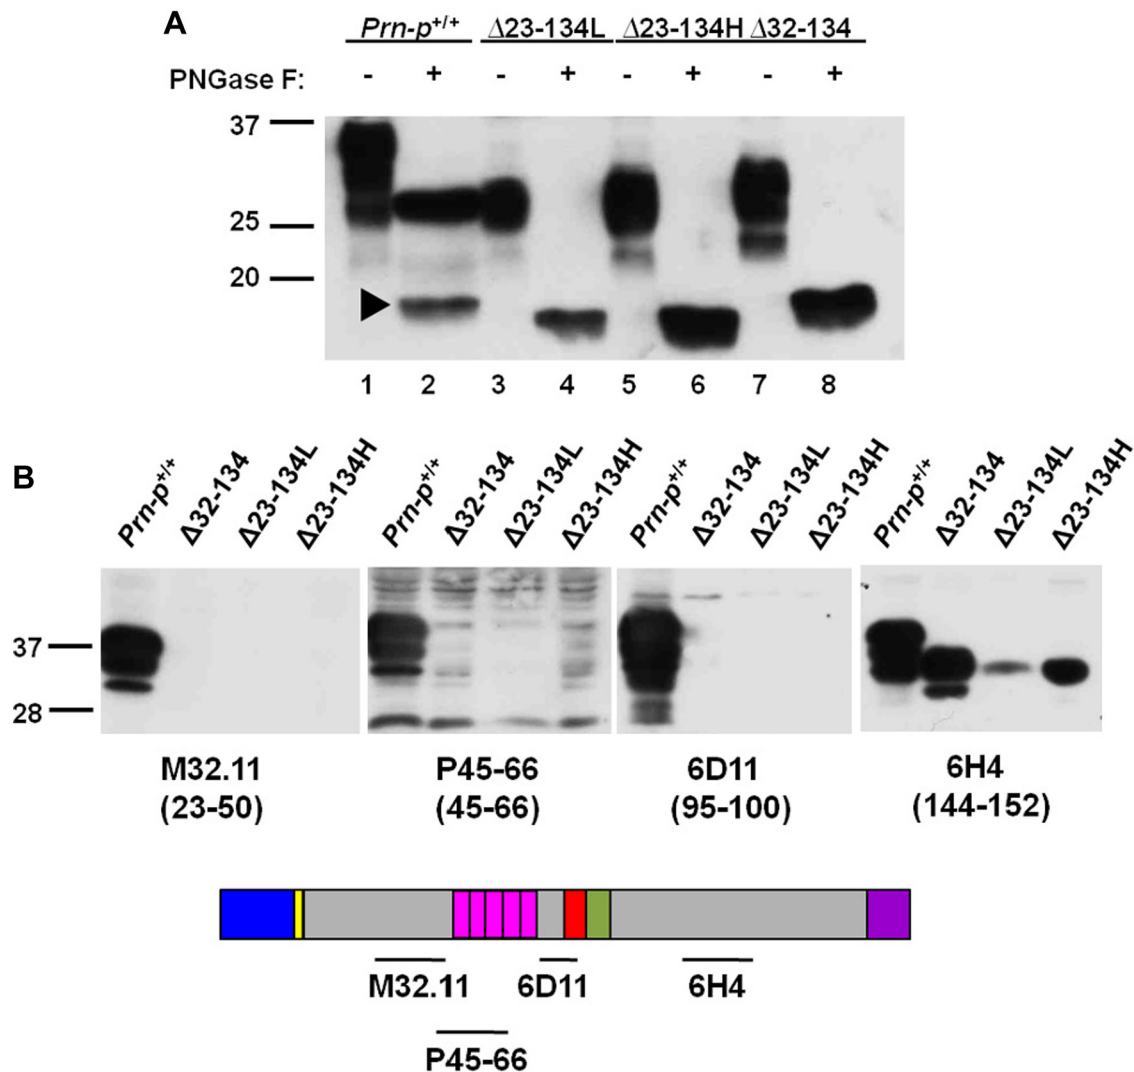 A
Prn-p+/+ Δ23-134L Δ23-134H Δ32-134
PNGase F: - + - + - + - +
37
25
20
1 2 3 4 5 6 7 8
B
Prn-p+/+ Δ32-134 Δ23-134L Δ23-134H Prn-p+/+ Δ32-134 Δ23-134L Δ23-134H Prn-p+/+ Δ32-134 Δ23-134L Δ23-134H Prn-p+/+ Δ32-134 Δ23-134L Δ23-134H
37
28
M32.11 P45-66 6D11 6H4
(23-50) (45-66) (95-100) (144-152)
M32.11 6D11 6H4
P45-66